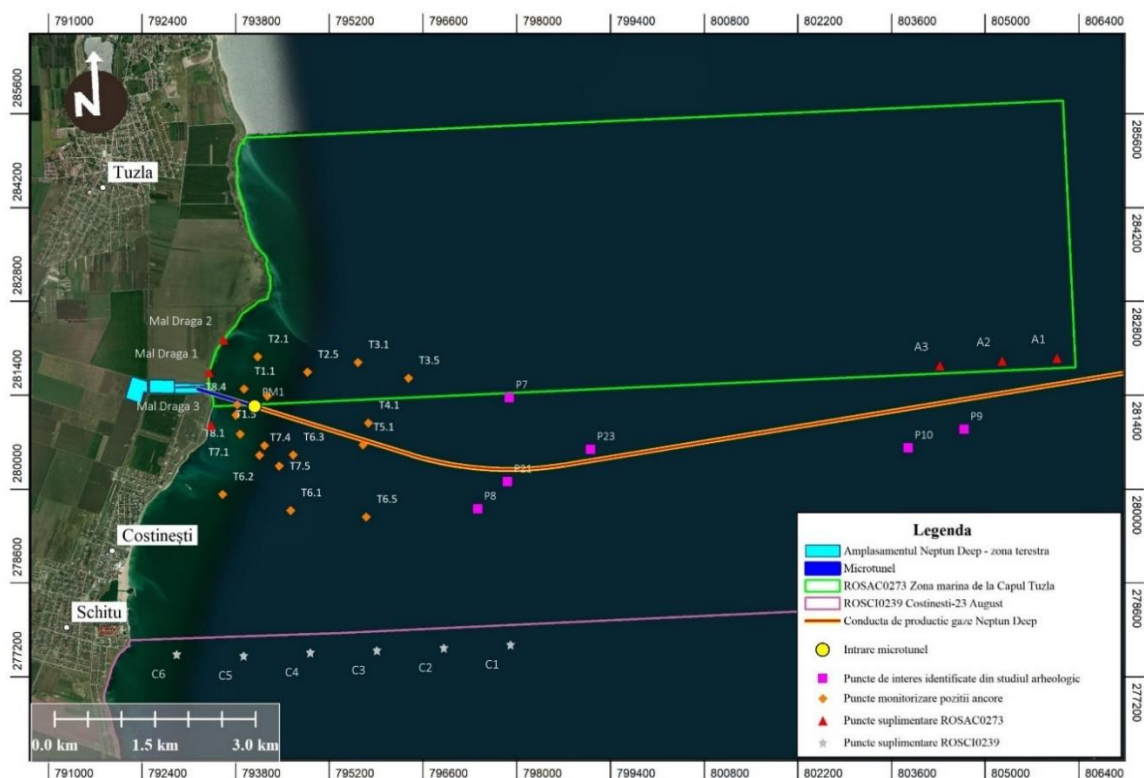 791000 792400 793800 795200 796600 798000 799400 800800 802200 803600 805000 806400
285600 285600
284200 284200
282800 282800
281400 281400
280000 280000
278600 278600
277200 277200
N
Tuzla
Mal Draga 2
Mal Draga 1
Mal Draga 3
T2.1
T2.5
T3.1
T3.5
T1.1
T8.4
BM1
T1.5
T8.1
T7.1
T7.4
T6.3
T4.1
T5.1
T7.5
T6.2
T6.1
T6.5
P7
P23
P21
P8
A3
A2
A1
P9
P10
Costinești
Schitu
C6
C5
C4
C3
C2
C1
0.0 km 1.5 km 3.0 km
Legenda
Amplasamentul Neptun Deep - zona terestra
Microtunel
ROSAC0273 Zona marina de la Capul Tuzla
ROSCI0239 Costinesti-23 August
Conducta de productie gaze Neptun Deep
Intrare microtunel
Puncte de interes identificate din studiul arheologic
Puncte monitorizare pozitii ancore
Puncte suplimentare ROSAC0273
Puncte suplimentare ROSCI0239
791000 792400 793800 795200 796600 798000 799400 800800 802200 803600 805000 806400